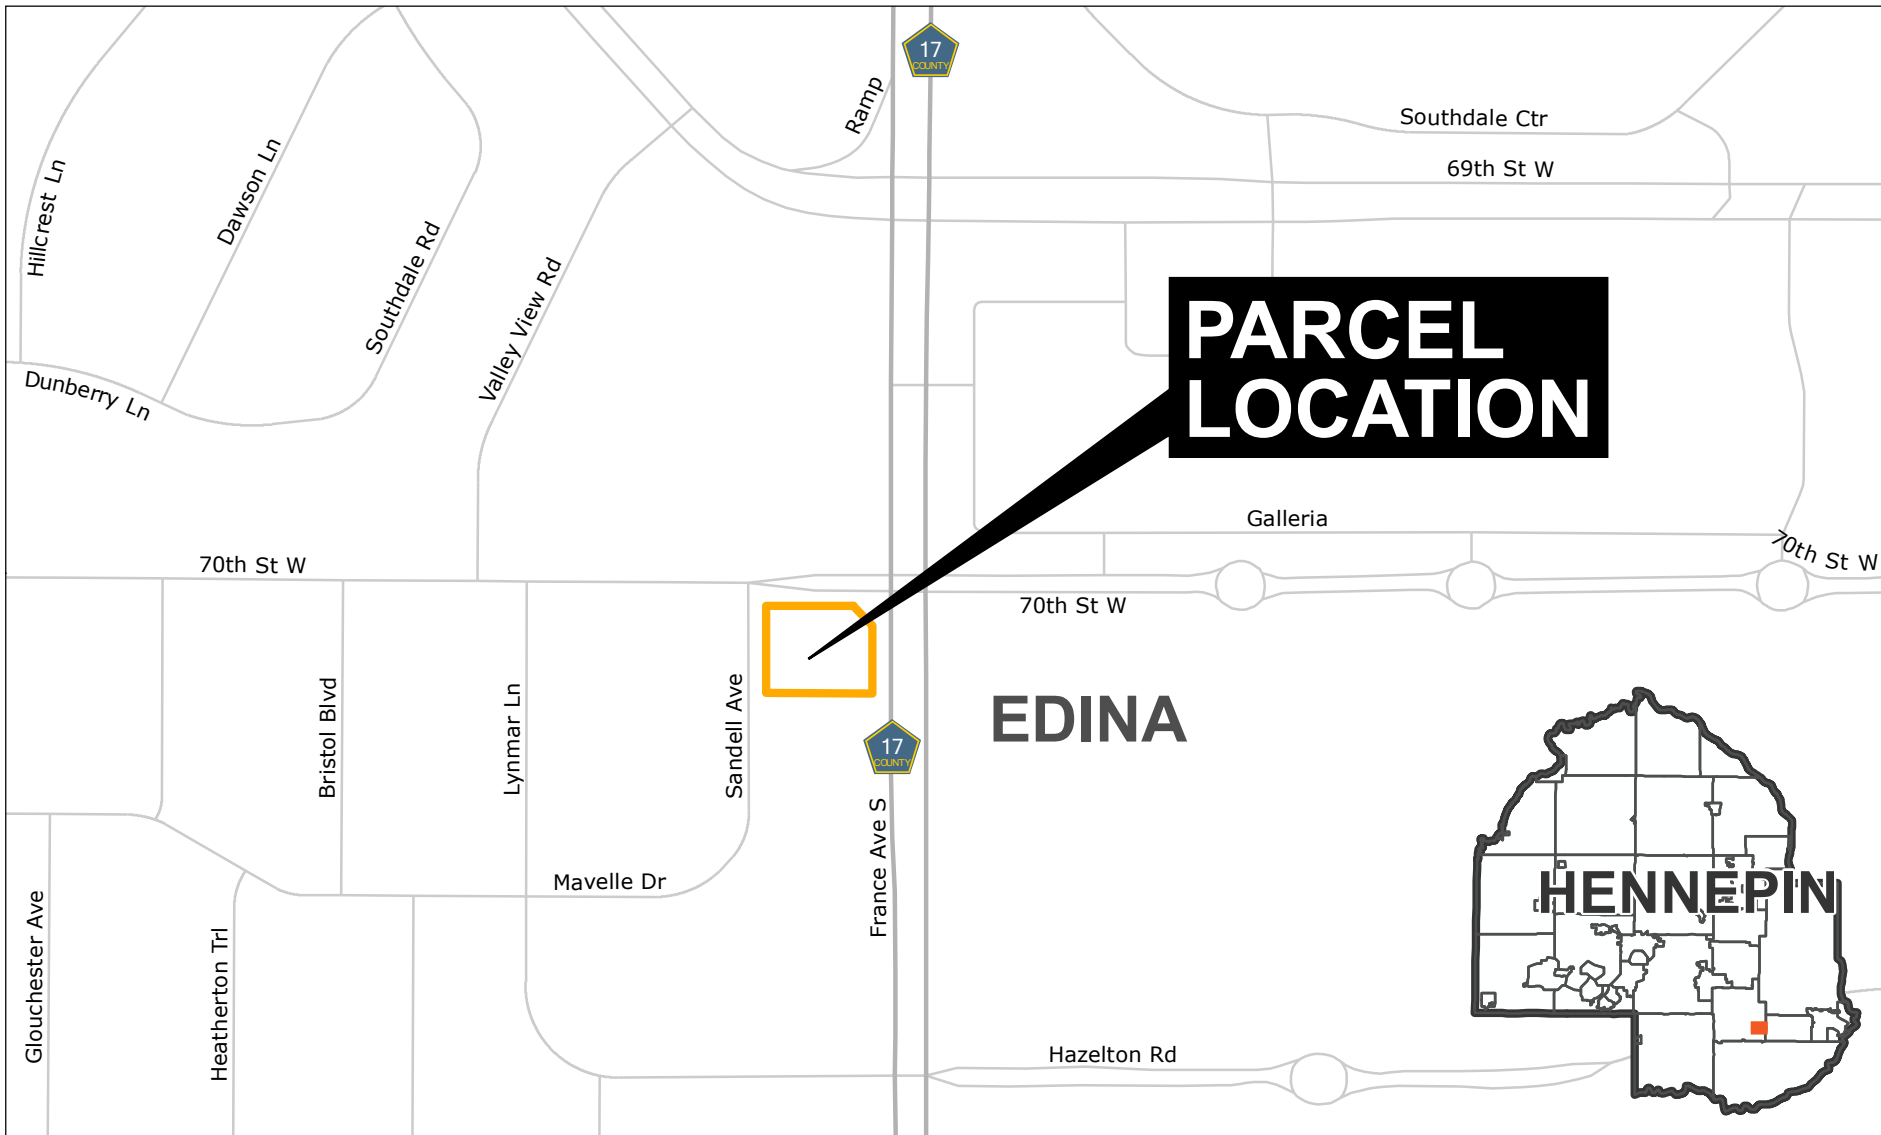 17
COUNTY
Ramp
Southdale Ctr
69th St W
Hillcrest Ln
Dawson Ln
Southdale Rd
Valley View Rd
Dunberry Ln
PARCEL
LOCATION
Galleria
70th St W
70th St W
70th St W
EDINA
Bristol Blvd
Lynmar Ln
Sandell Ave
17
COUNTY
France Ave S
Mavelle Dr
HENNEPIN
Glouchester Ave
Heatherton Trl
Hazelton Rd